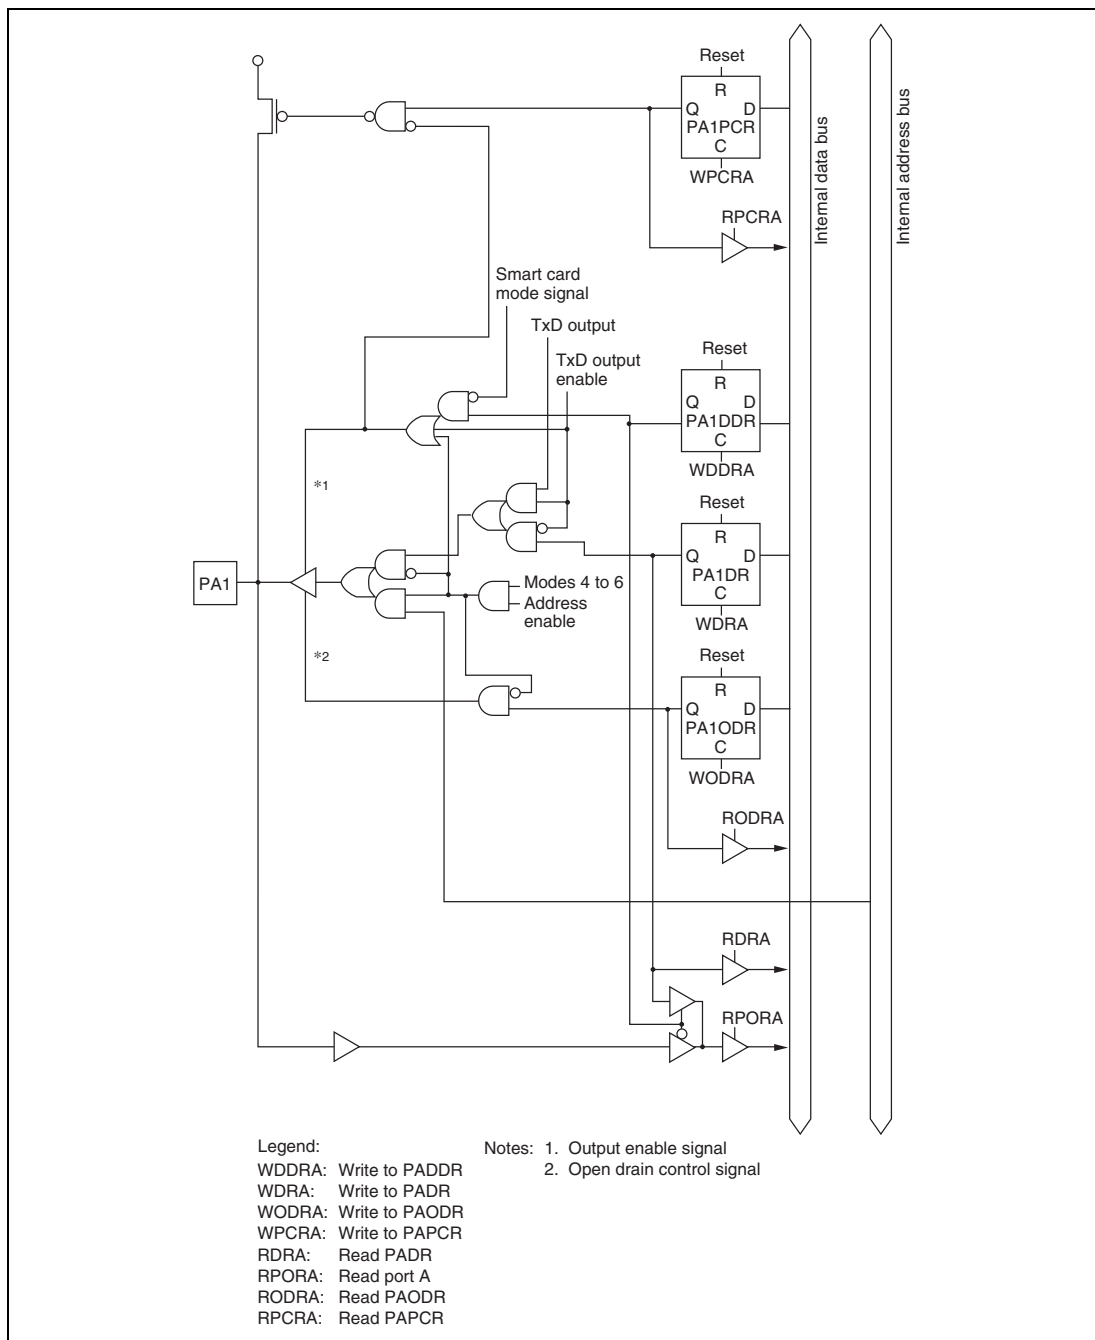 Reset
R
Q D
PA1PCR
C
WPCRA
Internal data bus
Internal address bus
RPCRA
Smart card
mode signal
TxD output
TxD output
enable
Reset
R
Q D
PA1DDR
C
WDDRA
*1
Reset
R
Q D
PA1DR
C
WDRA
PA1
Modes 4 to 6
Address
enable
*2
Reset
R
Q D
PA1ODR
C
WODRA
RODRA
RDRA
RPORA
Legend:
WDDRA: Write to PADDR
WDRA: Write to PADR
WODRA: Write to PAODR
WPCRA: Write to PAPCR
RDRA: Read PADR
RPORA: Read port A
RODRA: Read PAODR
RPCRA: Read PAPCR
Notes: 1. Output enable signal
2. Open drain control signal